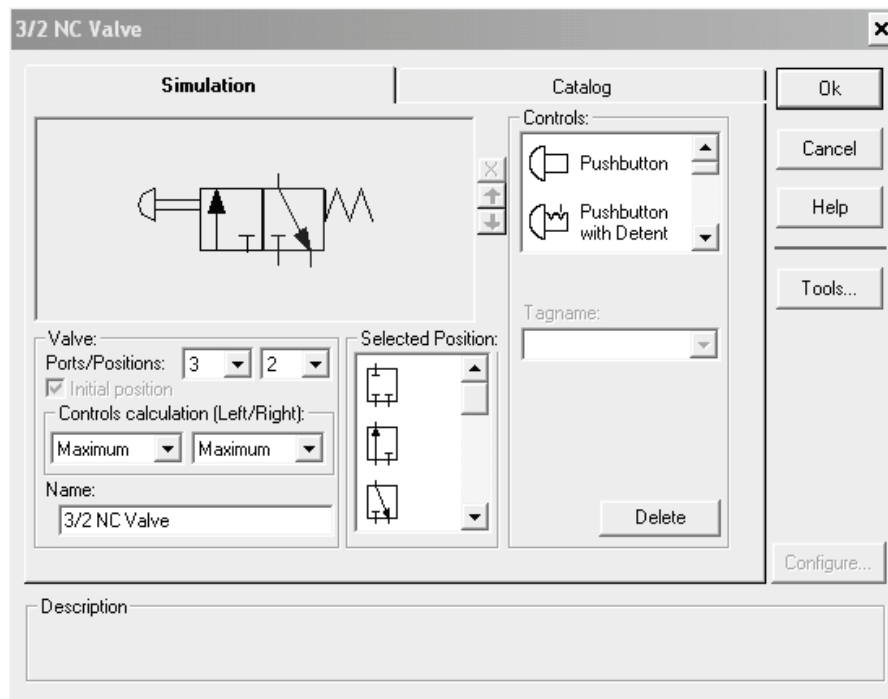 3/2 NC Valve
Simulation
Catalog
Ok
Cancel
Help
Tools...
Controls:
Pushbutton
Pushbutton
with Detent
Tagname:
Valve:
Ports/Positions: 3 2
Initial position
Controls calculation (Left/Right):
Maximum Maximum
Name:
3/2 NC Valve
Selected Position:
Delete
Configure...
Description